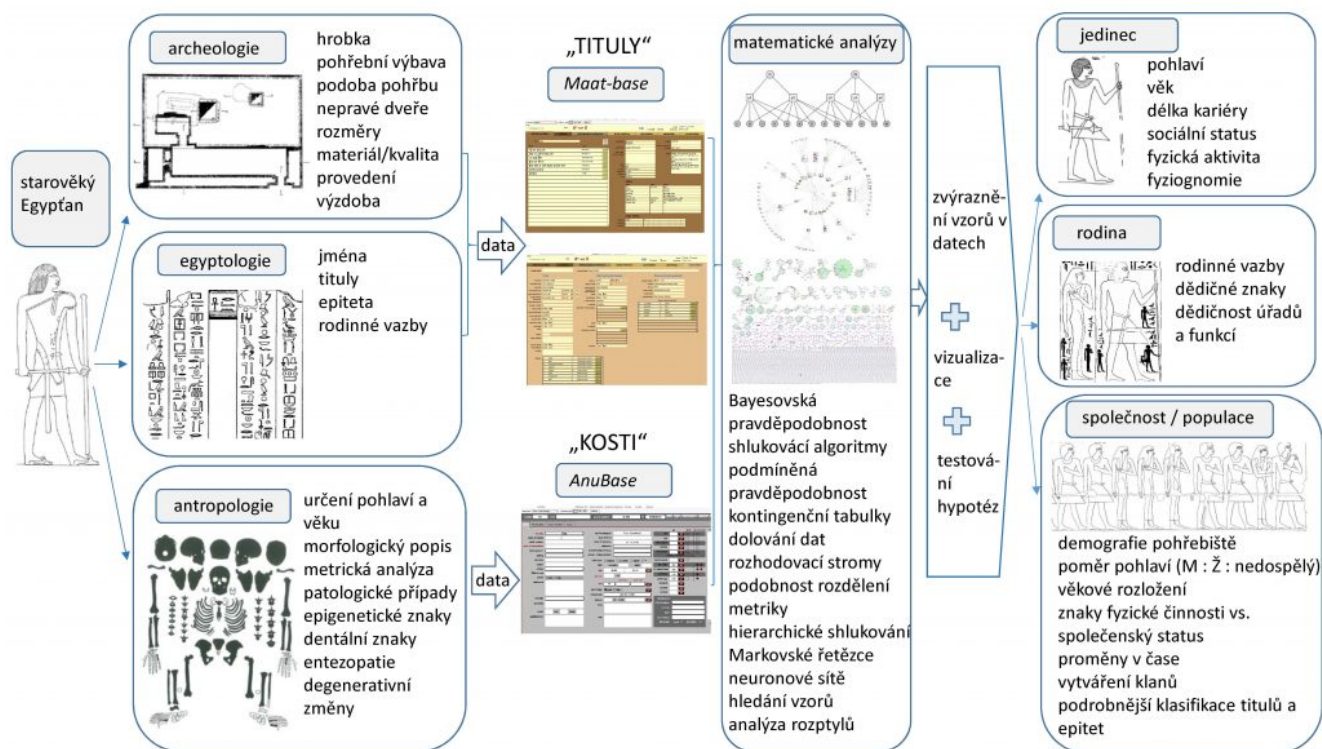 starověký
Egypťan
archeologie
hrobka
pohřební výbava
podoba pohřbu
nepravé dveře
rozměry
materiál/kvalita
provedení
výzdoba
egyptologie
jména
tituly
epiteta
rodinné vazby
antropologie
určení pohlaví a
věku
morfologický popis
metrická analýza
patologické případy
epigenetické znaky
dentální znaky
entezopatie
degenerativní
změny
data
data
„TITULY“
Maat-base
„KOSTI“
AnuBase
matematické analýzy
Bayesovská
pravděpodobnost
shlukovácí algoritmy
podmíněná
pravděpodobnost
kontingenční tabulky
dolování dat
rozhodovací stromy
podobnost rozdělení
metriky
hierarchické shlukování
Markovské řetězce
neuronové sítě
hledání vzorů
analýza rozptylů
zvýrazně-
ní vzorů v
datech
vizualiza-
ce
testová-
ní
hypotéz
jedinec
pohlaví
věk
délka kariéry
sociální status
fyzická aktivita
fyziognomie
rodina
rodinné vazby
dědičné znaky
dědičnost úřadů
a funkcí
společnost / populace
demografie pohřebiště
poměr pohlaví (M : Ž : nedospělý)
věkové rozložení
znaky fyzické činnosti vs.
společenský status
proměny v čase
vytváření klanů
podrobnější klasifikace titulů a
epitet